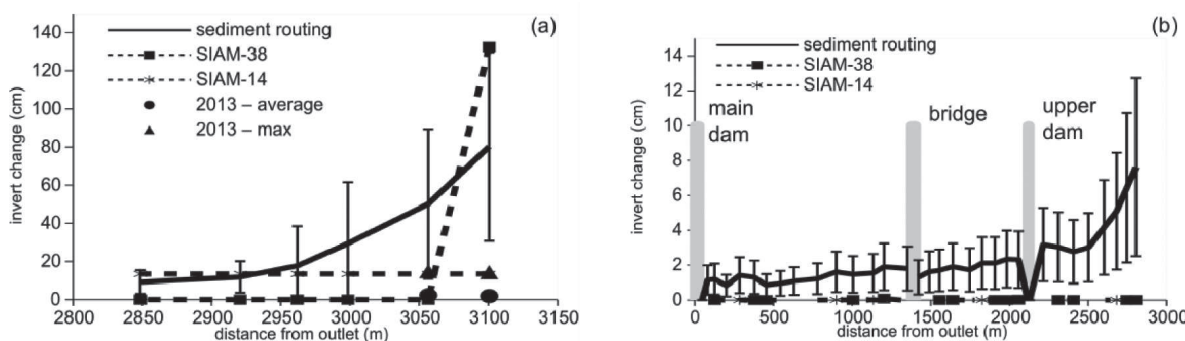 (a)
sediment routing
SIAM-38
SIAM-14
2013 – average
2013 – max
invert change (cm)
140
120
100
80
60
40
20
0
2800 2850 2900 2950 3000 3050 3100 3150
distance from outlet (m)
(b)
sediment routing
SIAM-38
SIAM-14
main dam
bridge
upper dam
invert change (cm)
14
12
10
8
6
4
2
0
0 500 1000 1500 2000 2500 3000
distance from outlet (m)